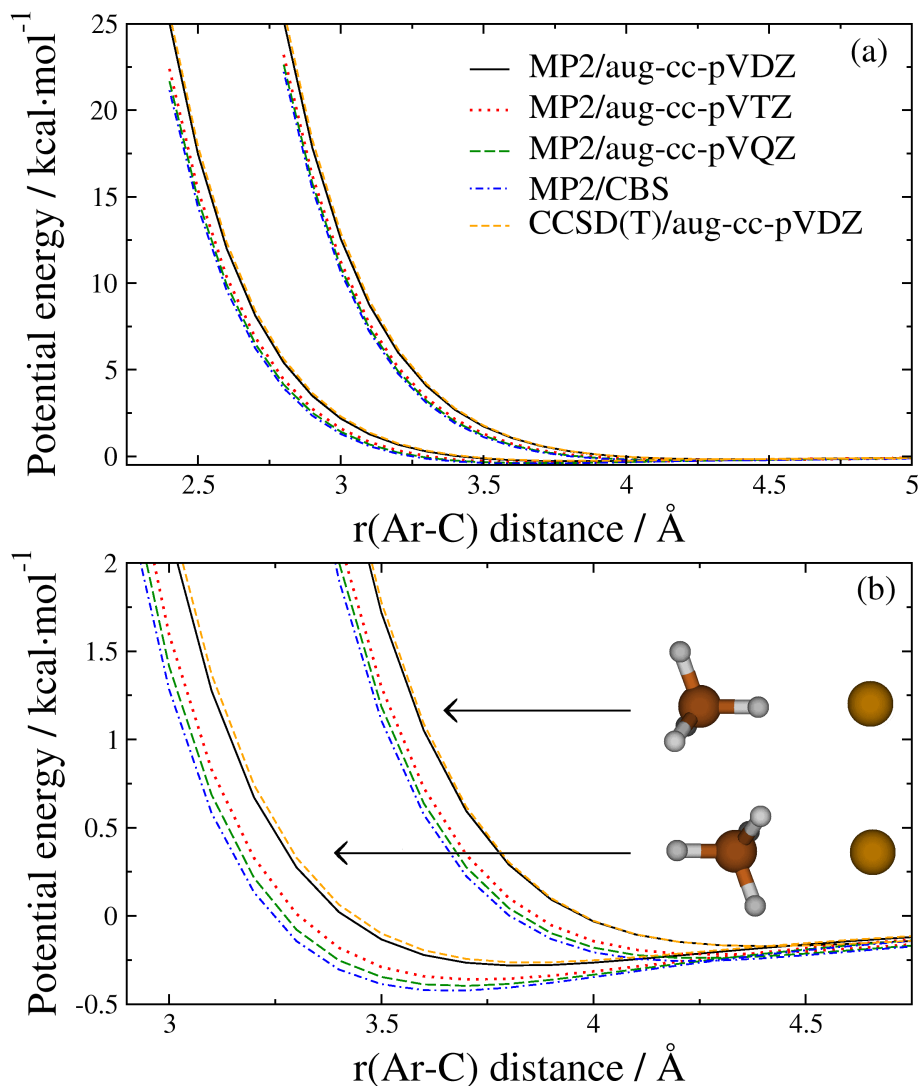 Potential energy / kcal·mol⁻¹
25
20
15
10
5
0
(a)
MP2/aug-cc-pVDZ
MP2/aug-cc-pVTZ
MP2/aug-cc-pVQZ
MP2/CBS
CCSD(T)/aug-cc-pVDZ
2.5 3 3.5 4 4.5 5
r(Ar-C) distance / Å
Potential energy / kcal·mol⁻¹
2
1.5
1
0.5
0
-0.5
(b)
3 3.5 4 4.5
r(Ar-C) distance / Å